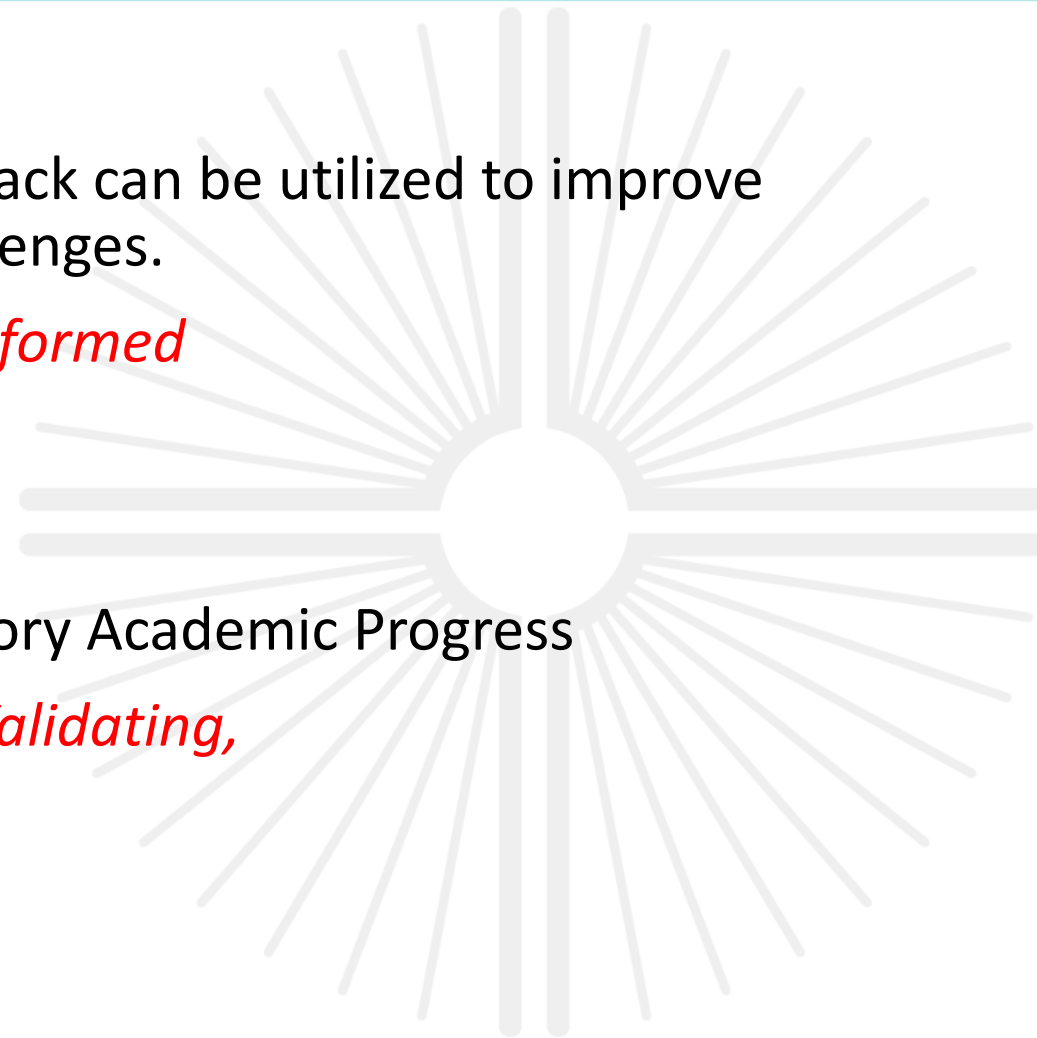 ack can be utilized to improve
enges.
formed
ory Academic Progress
alidating,